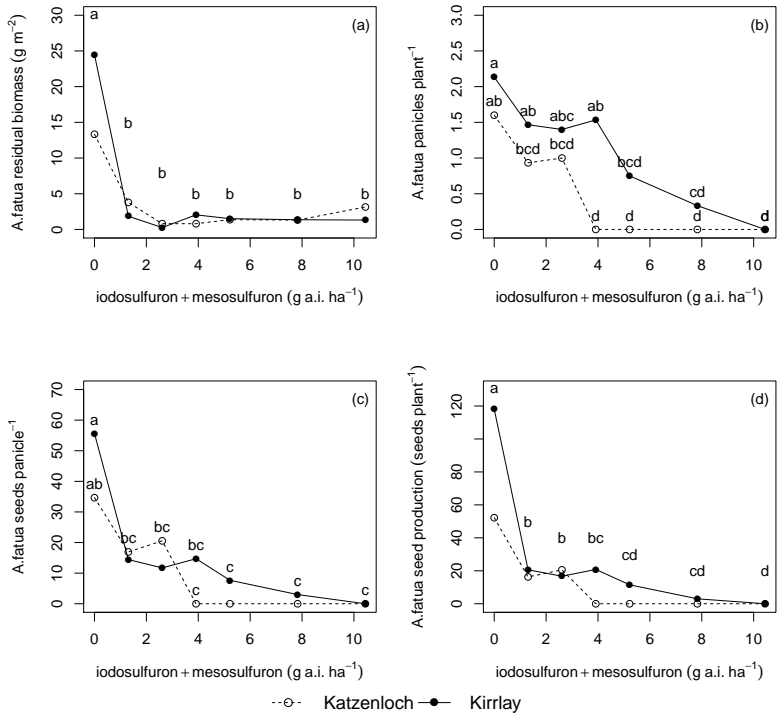 (a)
A.fatua residual biomass (g m⁻²)
30
25
20
15
10
5
0
a
b
b
b
b
b
b
0 2 4 6 8 10
iodosulfuron + mesosulfuron (g a.i. ha⁻¹)
(b)
A.fatua panicles plant⁻¹
3.0
2.5
2.0
1.5
1.0
0.5
0.0
a
ab
ab
abc
ab
bcd
bcd
bcd
cd
d
d
d
d
d
0 2 4 6 8 10
iodosulfuron + mesosulfuron (g a.i. ha⁻¹)
(c)
A.fatua seeds panicle⁻¹
70
60
50
40
30
20
10
0
a
ab
bc
bc
bc
c
c
c
c
0 2 4 6 8 10
iodosulfuron + mesosulfuron (g a.i. ha⁻¹)
(d)
A.fatua seed production (seeds plant⁻¹)
120
80
60
40
20
0
a
b
b
bc
cd
cd
d
0 2 4 6 8 10
iodosulfuron + mesosulfuron (g a.i. ha⁻¹)
Katzenloch Kirrlay